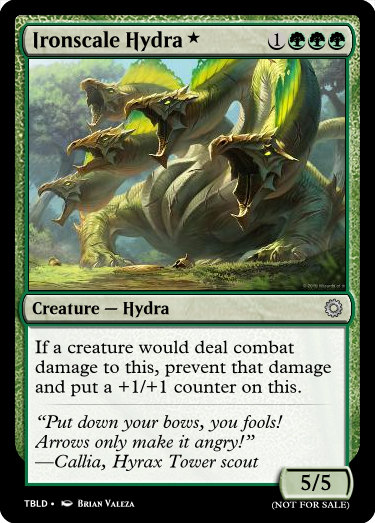 Ironscale Hydra★ 1
Creature — Hydra
If a creature would deal combat
damage to this, prevent that damage
and put a +1/+1 counter on this.
“Put down your bows, you fools!
Arrows only make it angry!”
—Callia, Hyrax Tower scout
5/5
TBLD • Brian Valeza
(NOT FOR SALE)